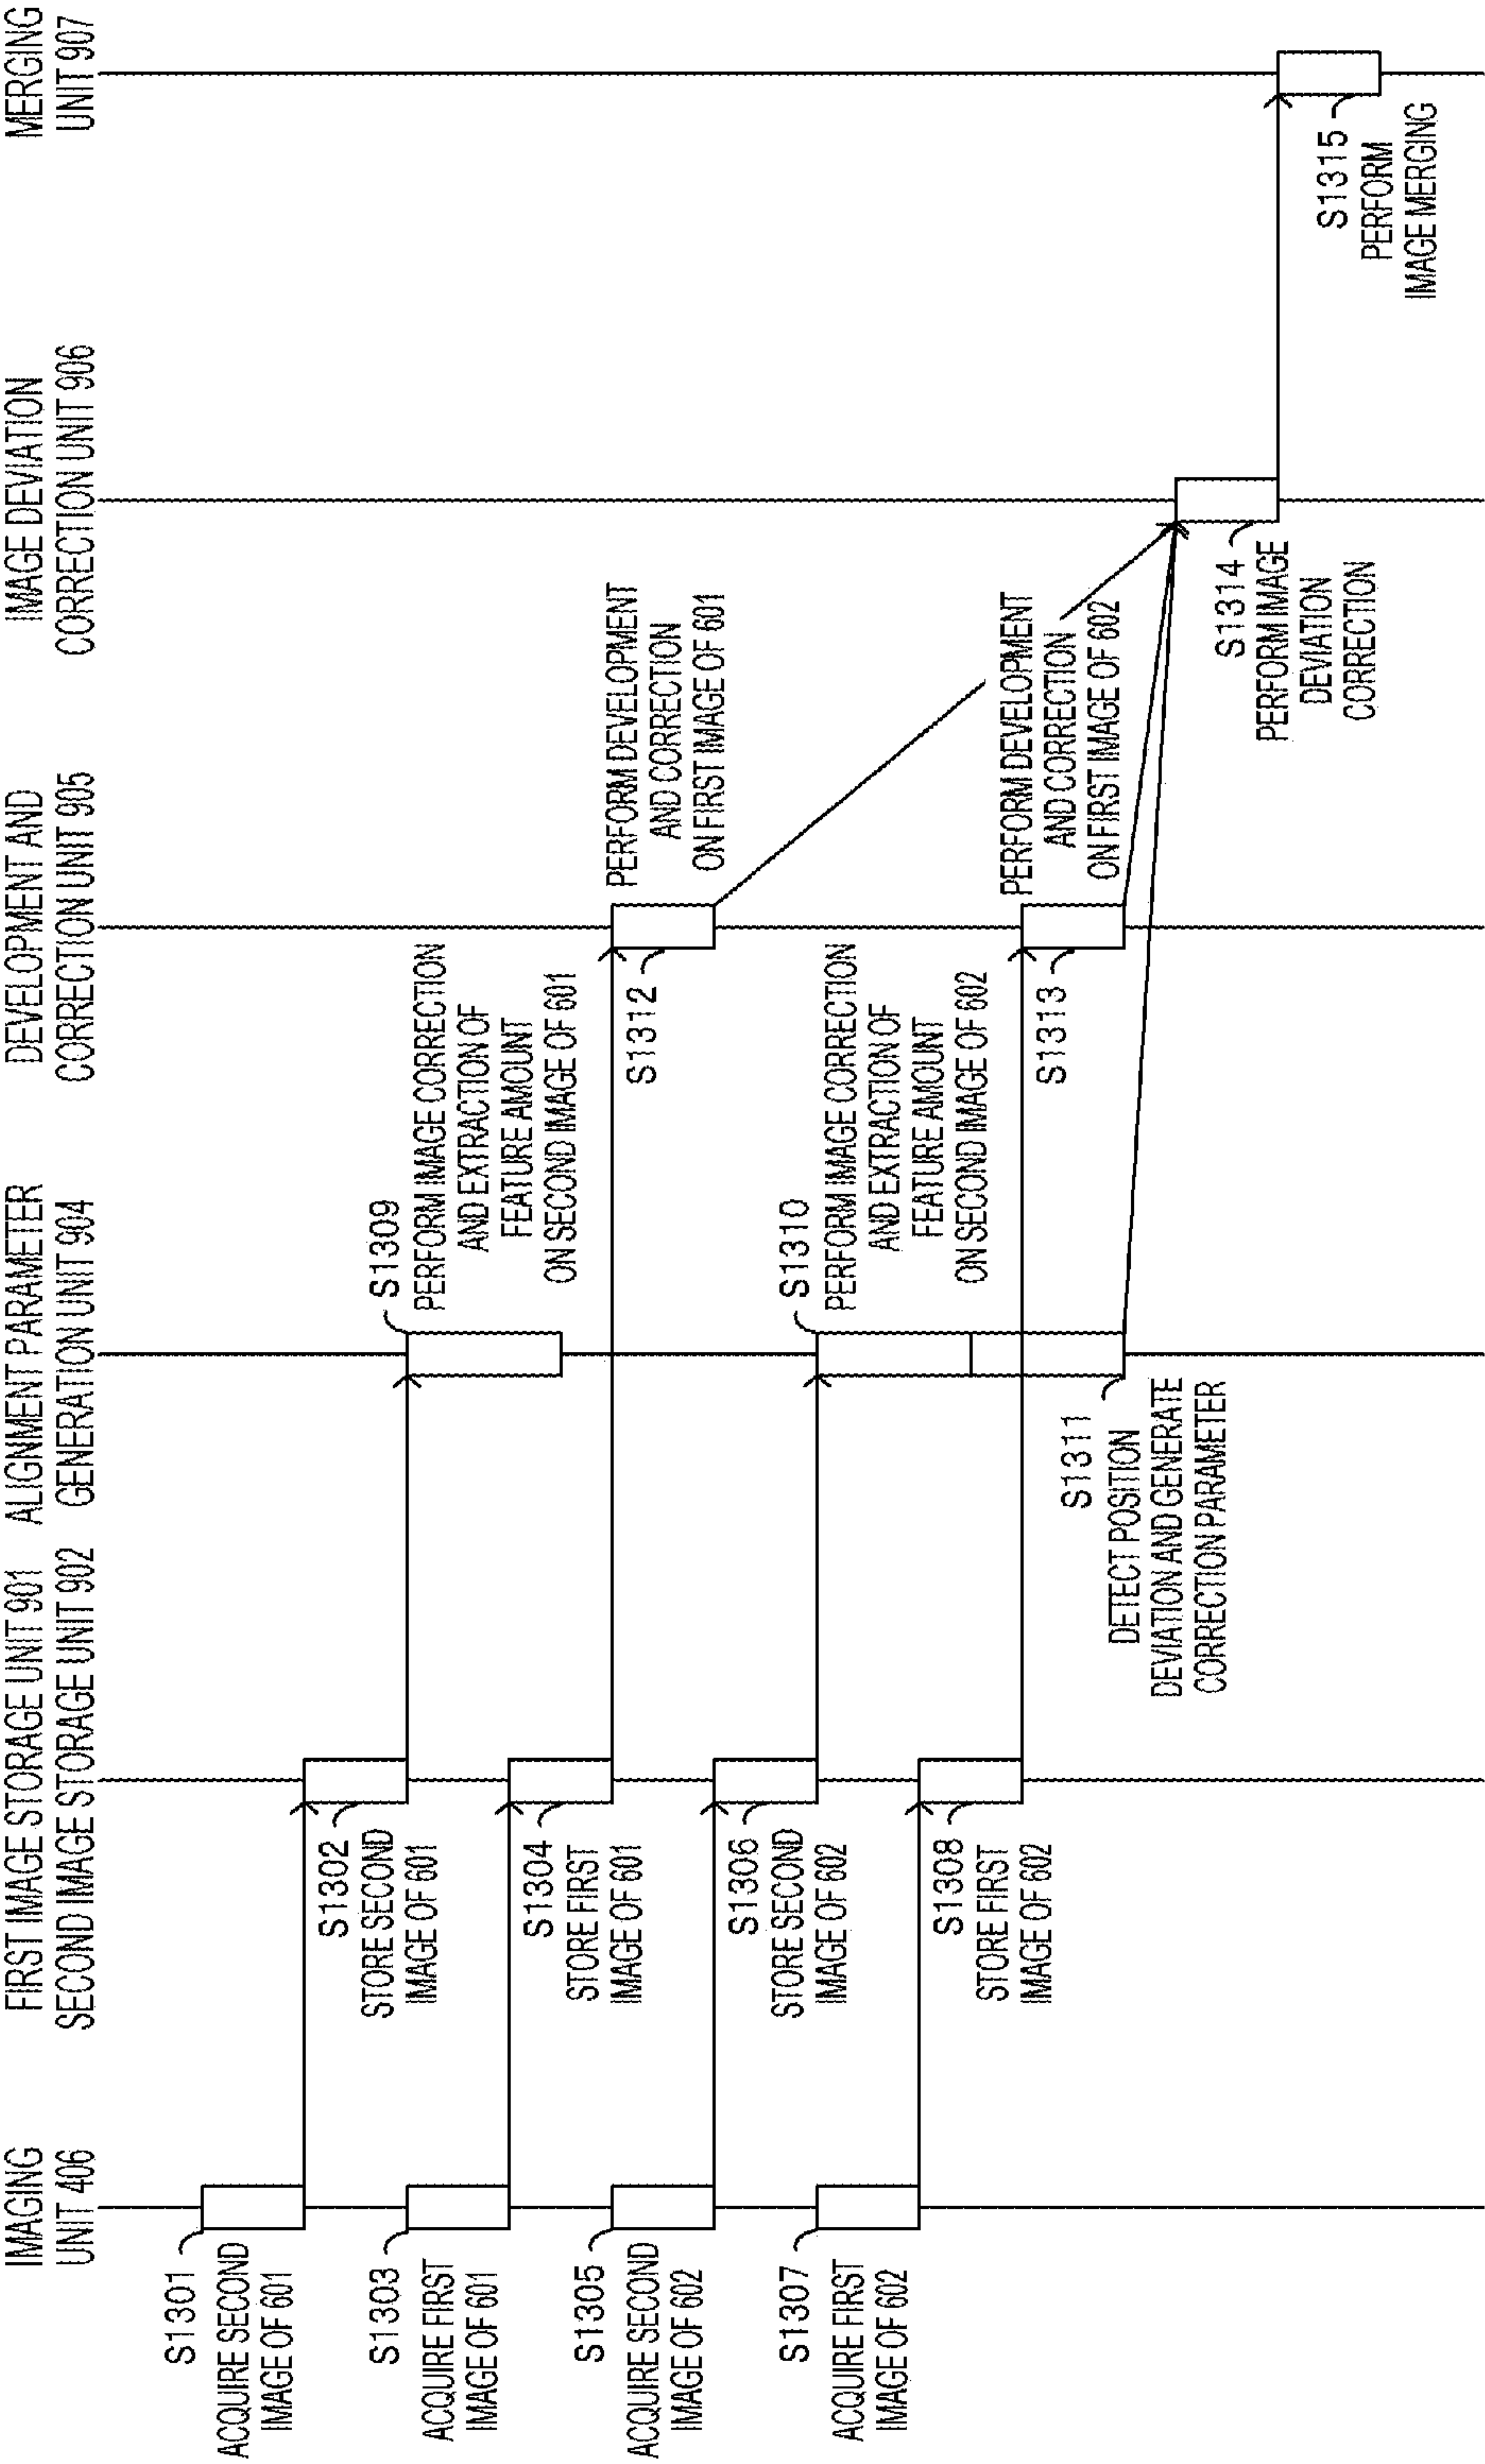 IMAGING
UNIT 406
FIRST IMAGE STORAGE UNIT 901
SECOND IMAGE STORAGE UNIT 902
ALIGNMENT PARAMETER
GENERATION UNIT 904
DEVELOPMENT AND
CORRECTION UNIT 905
IMAGE DEVIATION
CORRECTION UNIT 906
MERGING
UNIT 907
S1301
ACQUIRE SECOND
IMAGE OF 601
S1302
STORE SECOND
IMAGE OF 601
S1303
ACQUIRE FIRST
IMAGE OF 601
S1309
PERFORM IMAGE CORRECTION
AND EXTRACTION OF
FEATURE AMOUNT
ON SECOND IMAGE OF 601
S1304
STORE FIRST
IMAGE OF 601
S1305
ACQUIRE SECOND
IMAGE OF 602
S1312
PERFORM DEVELOPMENT
AND CORRECTION
ON FIRST IMAGE OF 601
S1306
STORE SECOND
IMAGE OF 602
S1307
ACQUIRE FIRST
IMAGE OF 602
S1310
PERFORM IMAGE CORRECTION
AND EXTRACTION OF
FEATURE AMOUNT
ON SECOND IMAGE OF 602
S1308
STORE FIRST
IMAGE OF 602
S1313
PERFORM DEVELOPMENT
AND CORRECTION
ON FIRST IMAGE OF 602
S1311
DETECT POSITION
DEVIATION AND GENERATE
CORRECTION PARAMETER
S1314
PERFORM IMAGE
DEVIATION
CORRECTION
S1315
PERFORM
IMAGE MERGING